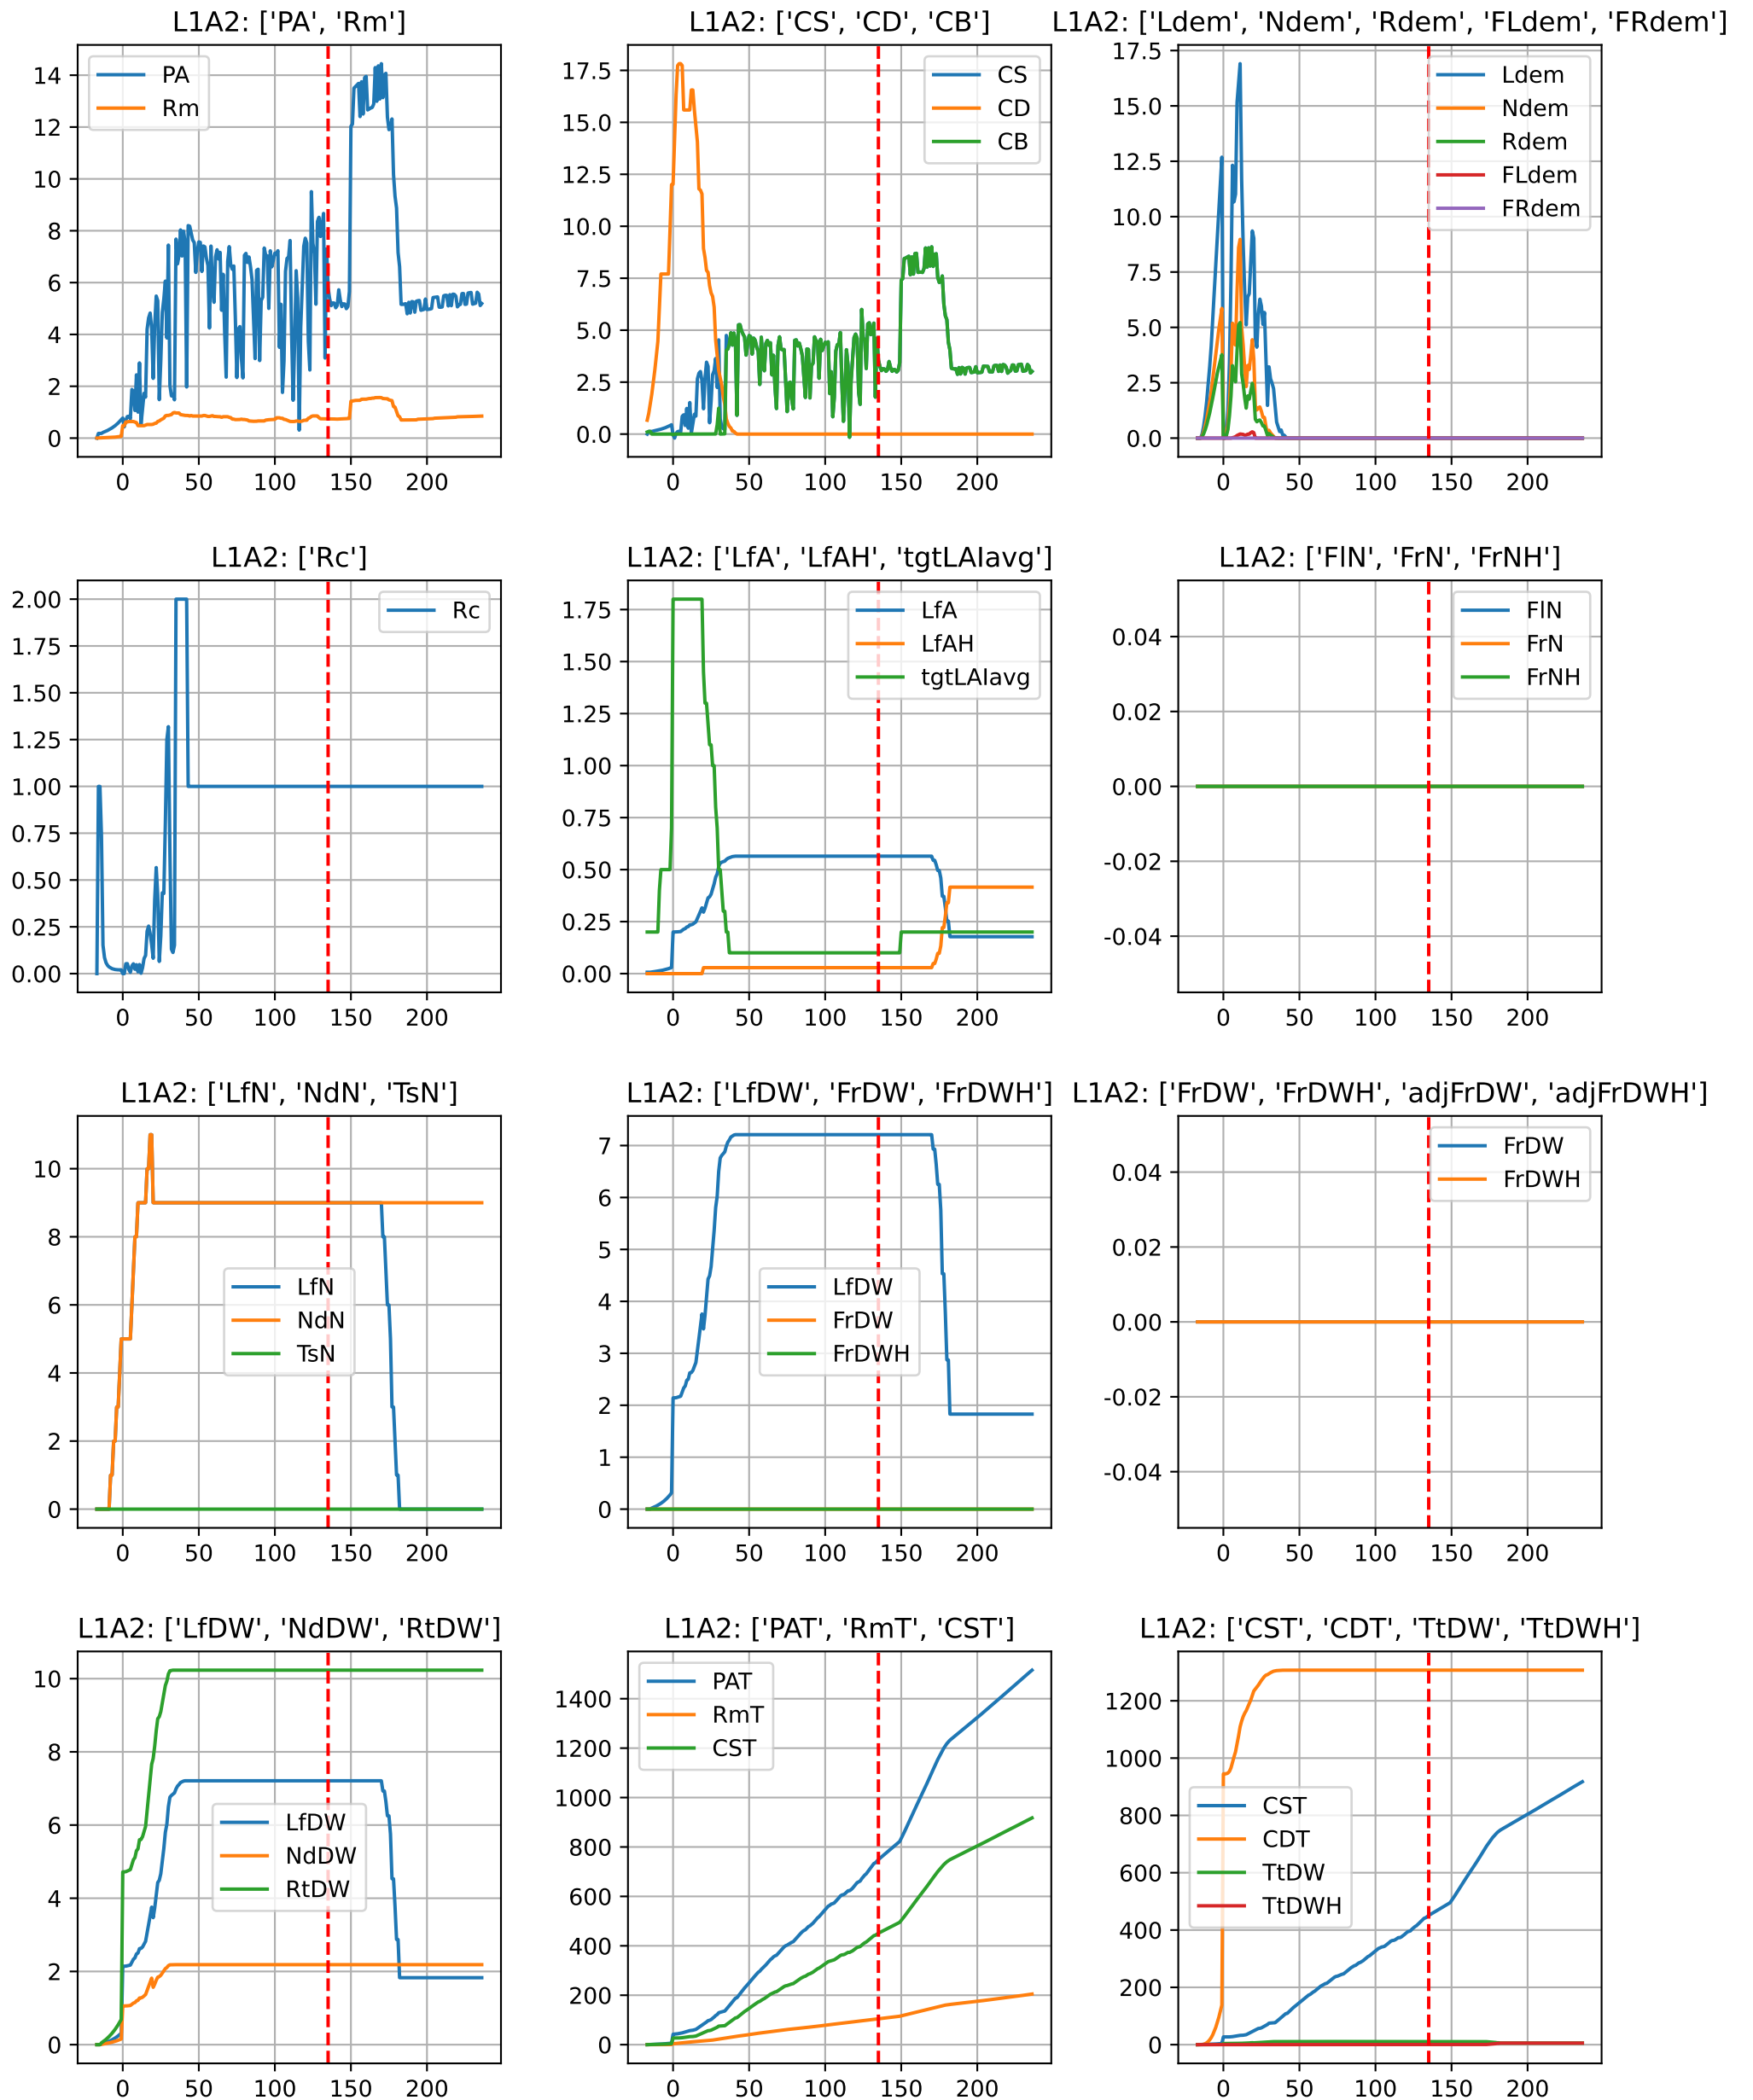 L1A2: ['PA', 'Rm']
14
12
10
8
6
4
2
0
0 50 100 150 200
PA
Rm
L1A2: ['CS', 'CD', 'CB']
17.5
15.0
12.5
10.0
7.5
5.0
2.5
0.0
0 50 100 150 200
CS
CD
CB
L1A2: ['Ldem', 'Ndem', 'Rdem', 'FLdem', 'FRdem']
17.5
15.0
12.5
10.0
7.5
5.0
2.5
0.0
0 50 100 150 200
Ldem
Ndem
Rdem
FLdem
FRdem
L1A2: ['Rc']
2.00
1.75
1.50
1.25
1.00
0.75
0.50
0.25
0.00
0 50 100 150 200
Rc
L1A2: ['LfA', 'LfAH', 'tgtLAIavg']
1.75
1.50
1.25
1.00
0.75
0.50
0.25
0.00
0 50 100 150 200
LfA
LfAH
tgtLAIavg
L1A2: ['FlN', 'FrN', 'FrNH']
0.04
0.02
0.00
-0.02
-0.04
0 50 100 150 200
FlN
FrN
FrNH
L1A2: ['LfN', 'NdN', 'TsN']
10
8
6
4
2
0
0 50 100 150 200
LfN
NdN
TsN
L1A2: ['LfDW', 'FrDW', 'FrDWH']
7
6
5
4
3
2
1
0
0 50 100 150 200
LfDW
FrDW
FrDWH
L1A2: ['FrDW', 'FrDWH', 'adjFrDW', 'adjFrDWH']
0.04
0.02
0.00
-0.02
-0.04
0 50 100 150 200
FrDW
FrDWH
L1A2: ['LfDW', 'NdDW', 'RtDW']
10
8
6
4
2
0
0 50 100 150 200
LfDW
NdDW
RtDW
L1A2: ['PAT', 'RmT', 'CST']
1400
1200
1000
800
600
400
200
0
0 50 100 150 200
PAT
RmT
CST
L1A2: ['CST', 'CDT', 'TtDW', 'TtDWH']
1200
1000
800
600
400
200
0
0 50 100 150 200
CST
CDT
TtDW
TtDWH